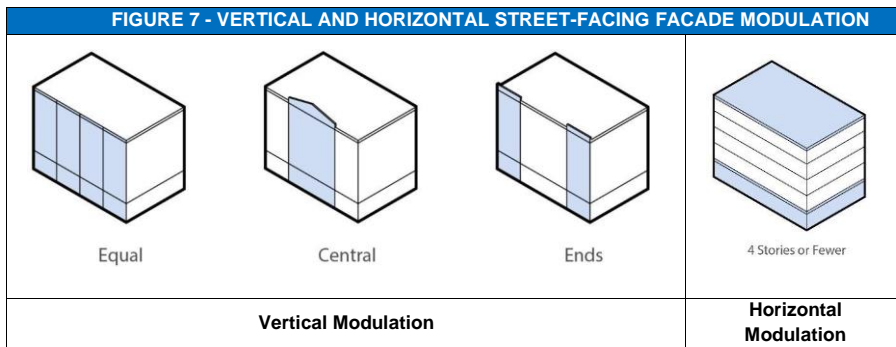 FIGURE 7 - VERTICAL AND HORIZONTAL STREET-FACING FACADE MODULATION
Equal
Central
Ends
4 Stories or Fewer
Vertical Modulation
Horizontal
Modulation